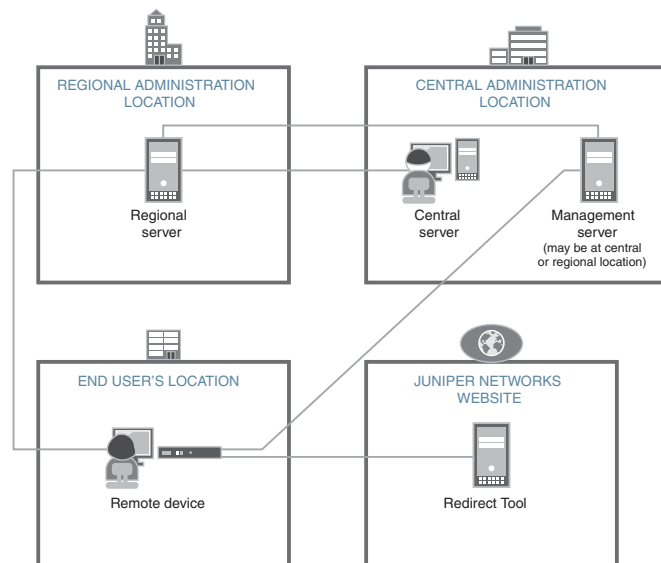 REGIONAL ADMINISTRATION
LOCATION
Regional
server
CENTRAL ADMINISTRATION
LOCATION
Central
server
Management
server
(may be at central
or regional location)
END USER'S LOCATION
Remote device
JUNIPER NETWORKS
WEBSITE
Redirect Tool